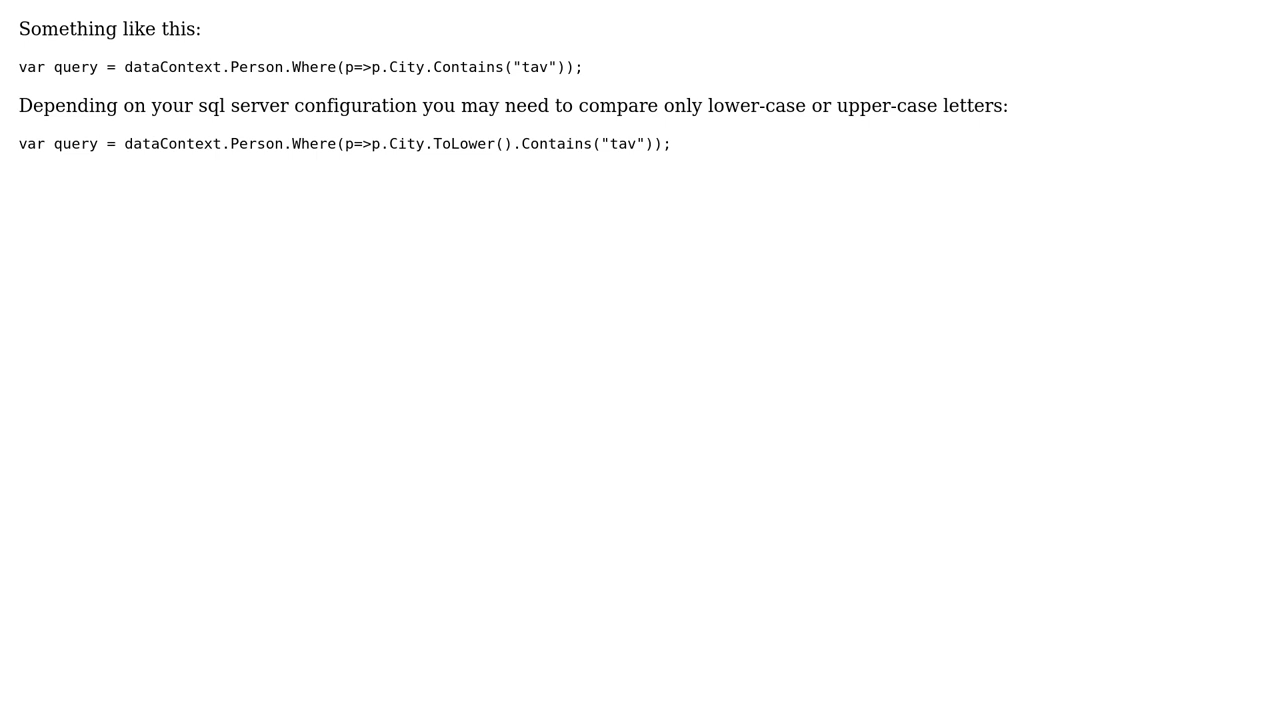 Something like this:
var query = dataContext.Person.Where(p=>p.City.Contains("tav"));
Depending on your sql server configuration you may need to compare only lower-case or upper-case letters:
var query = dataContext.Person.Where(p=>p.City.ToLower().Contains("tav"));